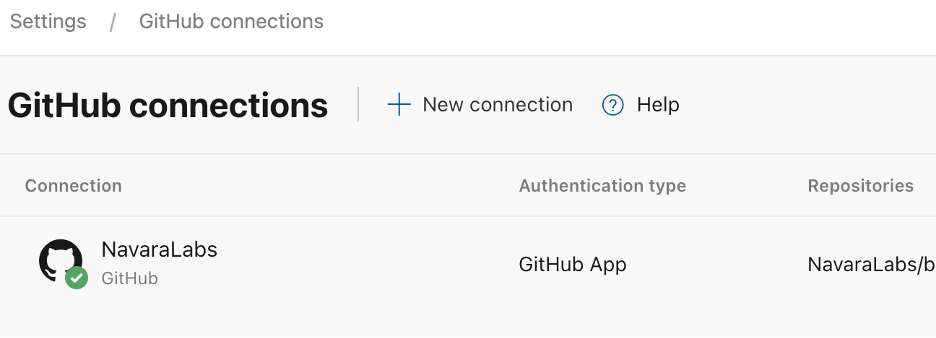 Settings / GitHub connections
GitHub connections
New connection
Help
Connection Authentication type Repositories
NavaraLabs
GitHub
GitHub App
NavaraLabs/b